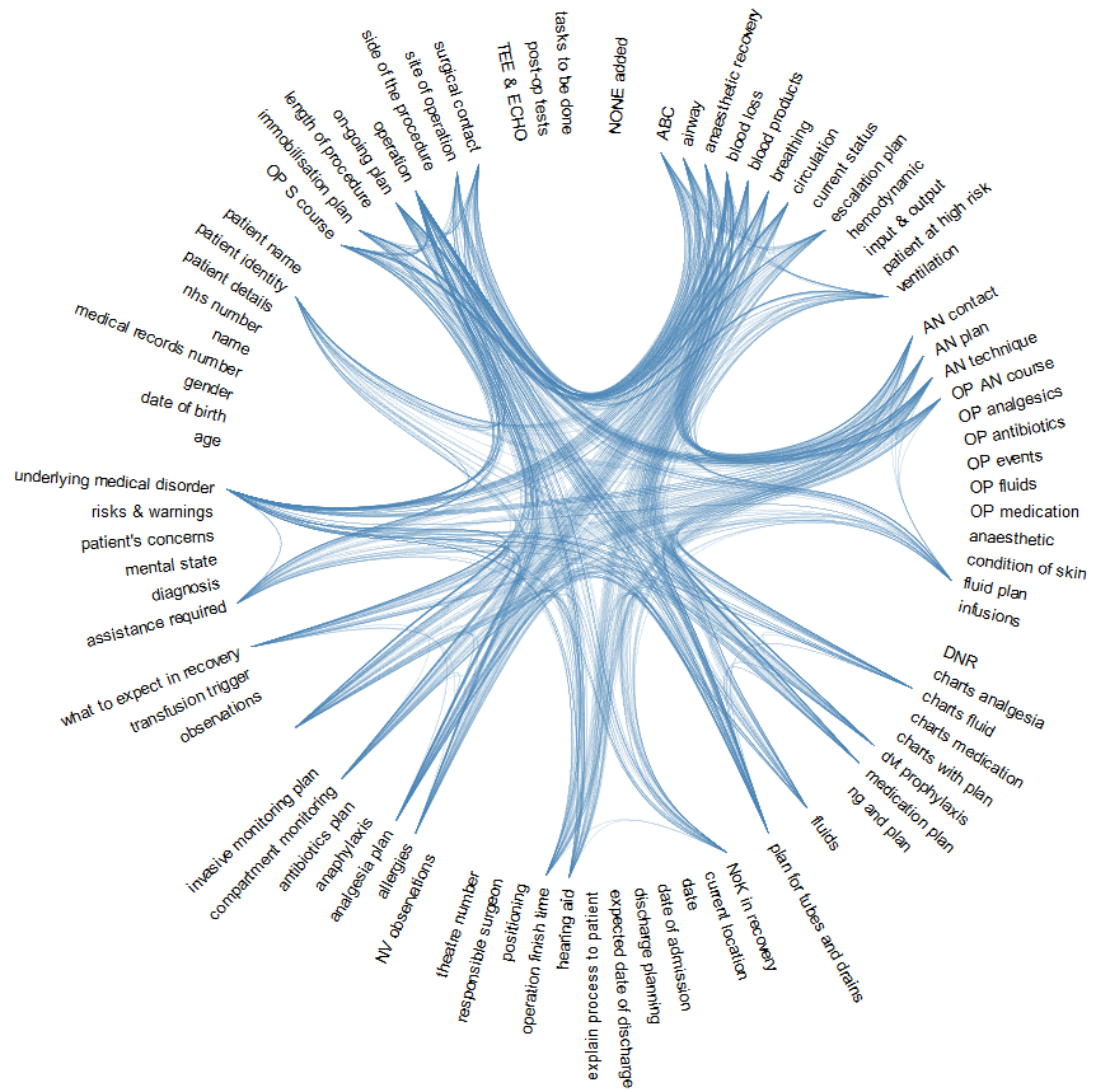 tasks to be done
post-op tests
TEE & ECHO
surgical contact
site of operation
side of the procedure
operation
on-going plan
length of procedure
immobilisation plan
OP S course
patient name
patient identity
patient details
nhs number
name
medical records number
gender
date of birth
age
underlying medical disorder
risks & warnings
patient's concerns
mental state
diagnosis
assistance required
what to expect in recovery
transfusion trigger
observations
invasive monitoring plan
compartment monitoring
antibiotics plan
anaphylaxis
analgesia plan
allergies
NV observations
theatre number
responsible surgeon
positioning
operation finish time
hearing aid
explain process to patient
expected date of discharge
discharge planning
date of admission
date
current location
NoK in recovery
plan for tubes and drains
fluids
ng and plan
medication plan
dvt prophylaxis
charts with plan
charts medication
charts fluid
charts analgesia
DNR
infusions
fluid plan
condition of skin
anaesthetic
OP medication
OP fluids
OP events
OP antibiotics
OP analgesics
OP AN course
AN technique
AN plan
AN contact
ventilation
patient at high risk
input & output
hemodynamic
escalation plan
current status
circulation
breathing
blood products
blood loss
anaesthetic recovery
airway
ABC
NONE added